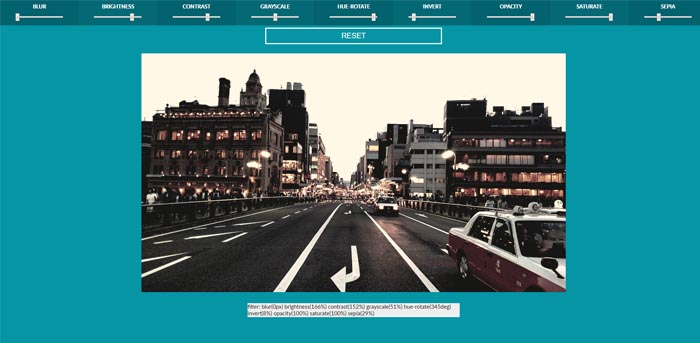 BLUR BRIGHTNESS CONTRAST GRAYSCALE HUE-ROTATE INVERT OPACITY SATURATE SEPIA
RESET
filter: blur(0px) brightness(166%) contrast(152%) grayscale(51%) hue-rotate(345deg)
invert(8%) opacity(100%) saturate(100%) sepia(29%)